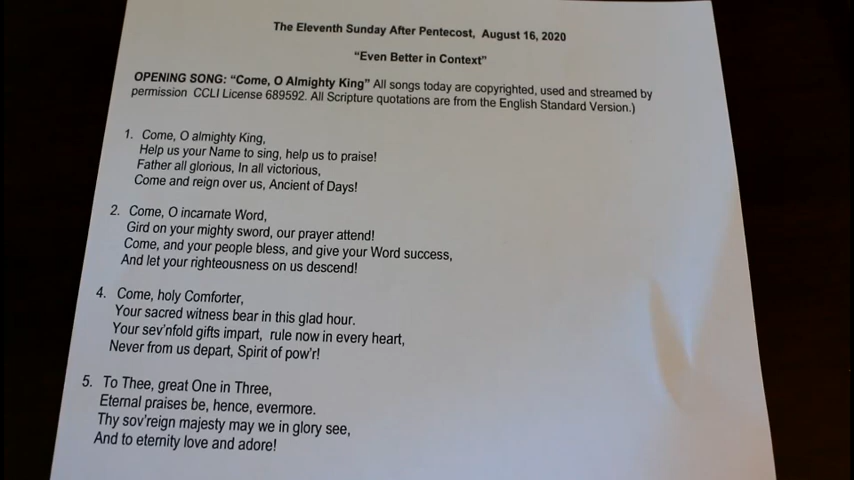 The Eleventh Sunday After Pentecost, August 16, 2020
“Even Better in Context”
OPENING SONG: “Come, O Almighty King” All songs today are copyrighted, used and streamed by
permission CCLI License 689592. All Scripture quotations are from the English Standard Version.)
1. Come, O almighty King,
Help us your Name to sing, help us to praise!
Father all glorious, In all victorious,
Come and reign over us, Ancient of Days!
2. Come, O incarnate Word,
Gird on your mighty sword, our prayer attend!
Come, and your people bless, and give your Word success,
And let your righteousness on us descend!
4. Come, holy Comforter,
Your sacred witness bear in this glad hour.
Your sev'nfold gifts impart, rule now in every heart,
Never from us depart, Spirit of pow'r!
5. To Thee, great One in Three,
Eternal praises be, hence, evermore.
Thy sov'reign majesty may we in glory see,
And to eternity love and adore!